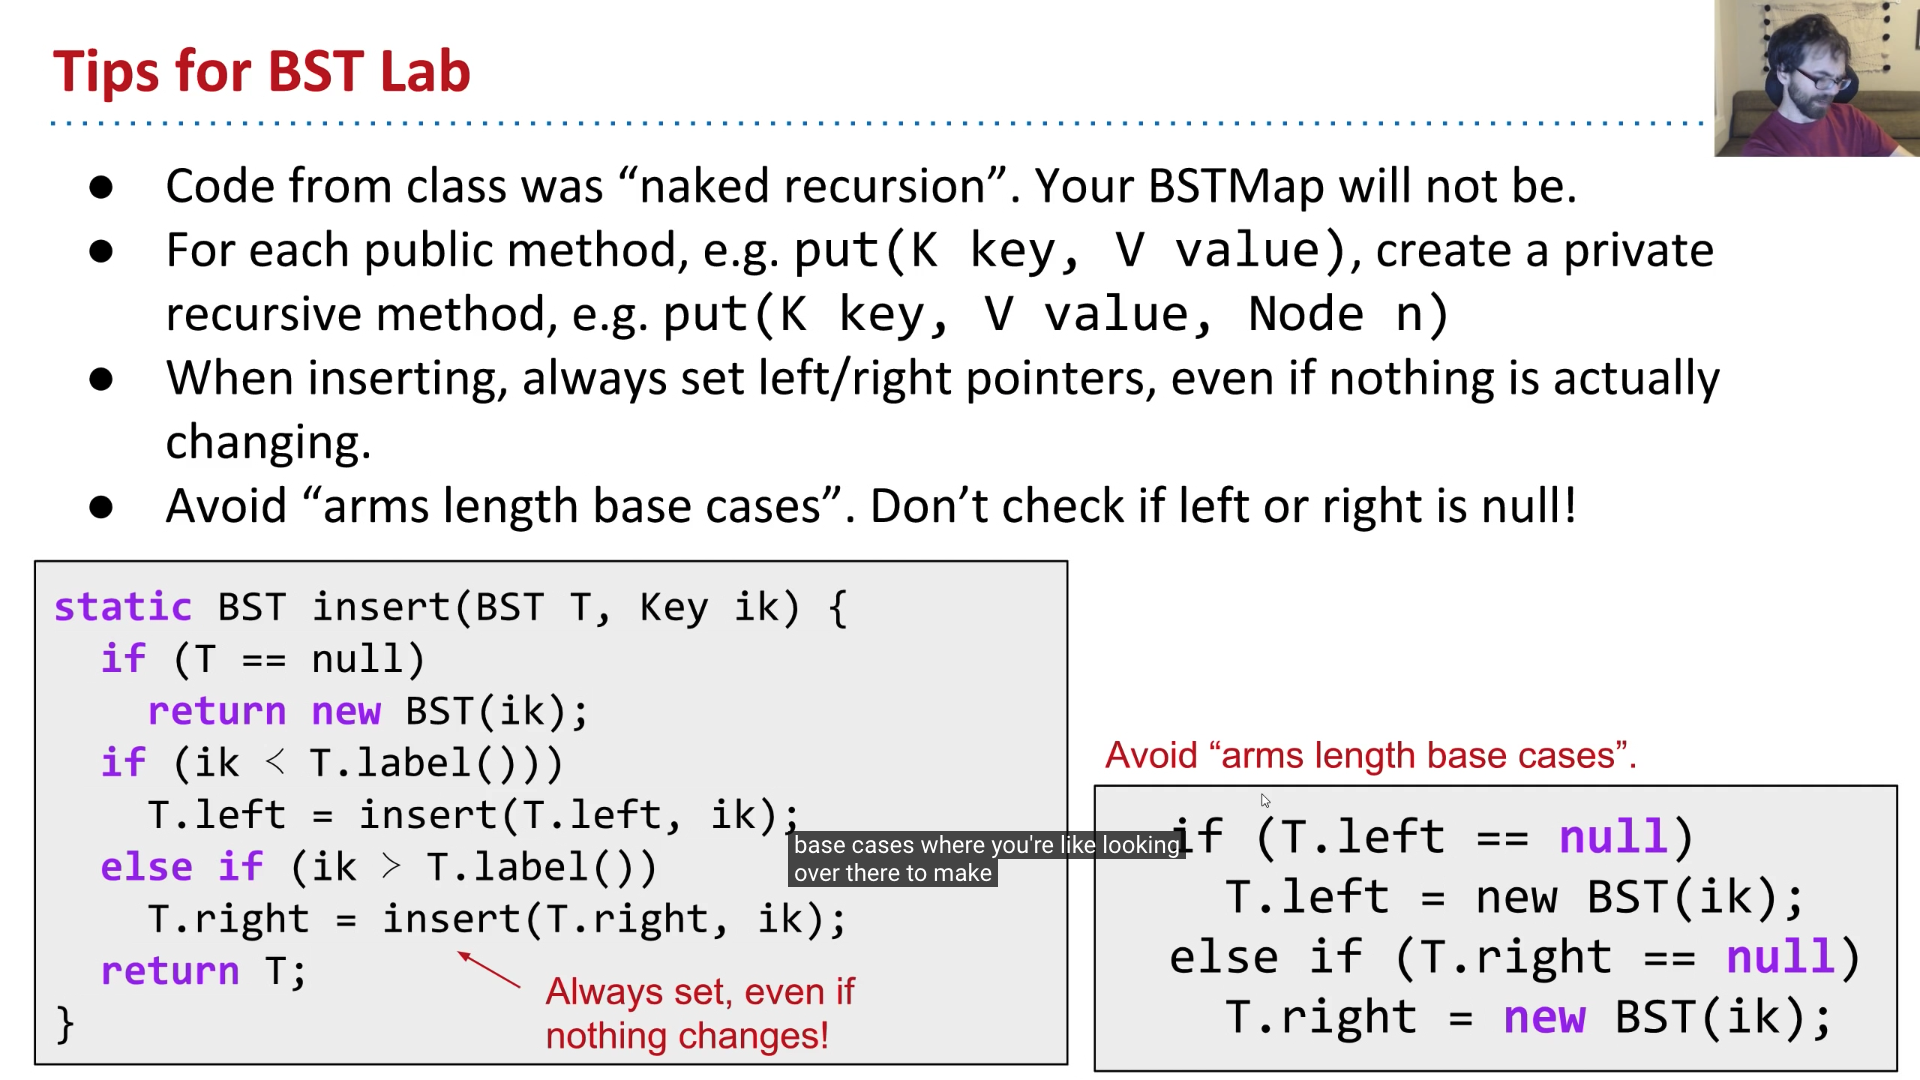 Tips for BST Lab
● Code from class was “naked recursion”. Your BSTMap will not be.
● For each public method, e.g. put(K key, V value), create a private
recursive method, e.g. put(K key, V value, Node n)
● When inserting, always set left/right pointers, even if nothing is actually
changing.
● Avoid “arms length base cases”. Don’t check if left or right is null!
static BST insert(BST T, Key ik) {
if (T == null)
return new BST(ik);
if (ik < T.label()))
T.left = insert(T.left, ik);
else if (ik > T.label())
T.right = insert(T.right, ik);
return T;
}
Always set, even if
nothing changes!
base cases where you're like looking
over there to make
Avoid “arms length base cases”.
if (T.left == null)
T.left = new BST(ik);
else if (T.right == null)
T.right = new BST(ik);